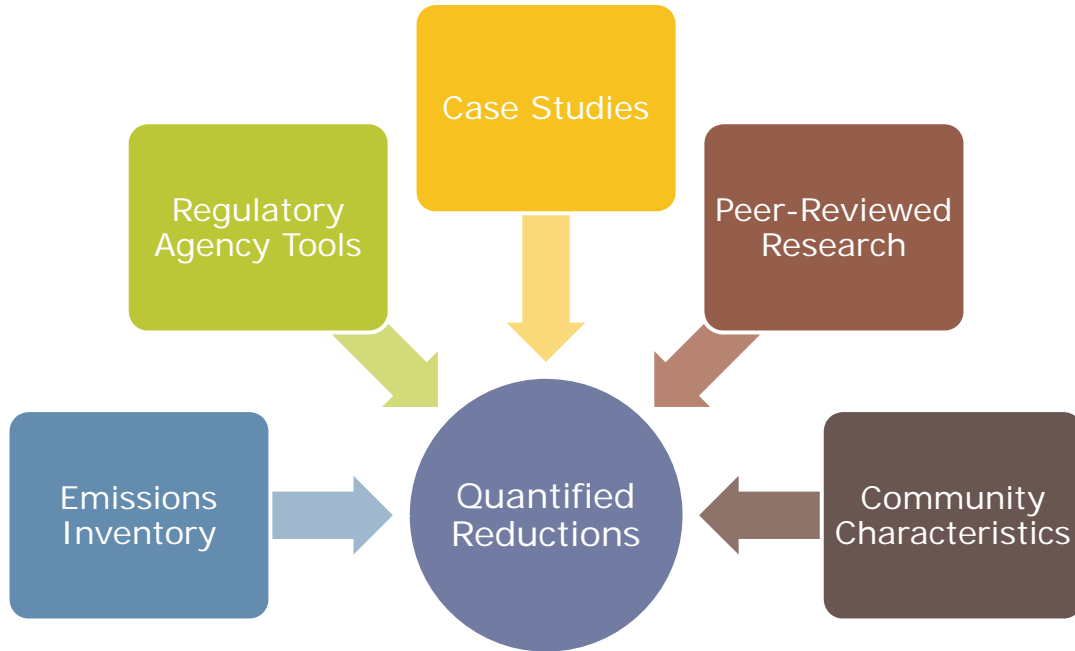 Case Studies
Regulatory
Agency Tools
Peer-Reviewed
Research
Emissions
Inventory
Quantified
Reductions
Community
Characteristics